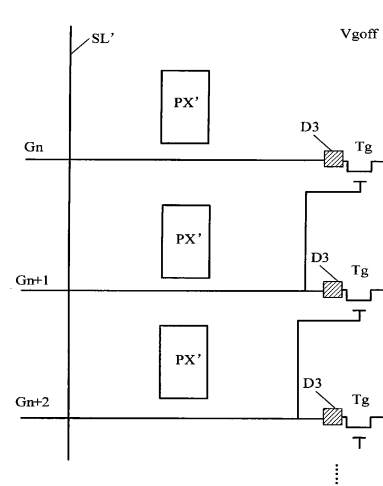 SL' Vgoff
PX'
D3 Tg
Gn
PX'
D3 Tg
Gn+1
PX'
D3 Tg
Gn+2